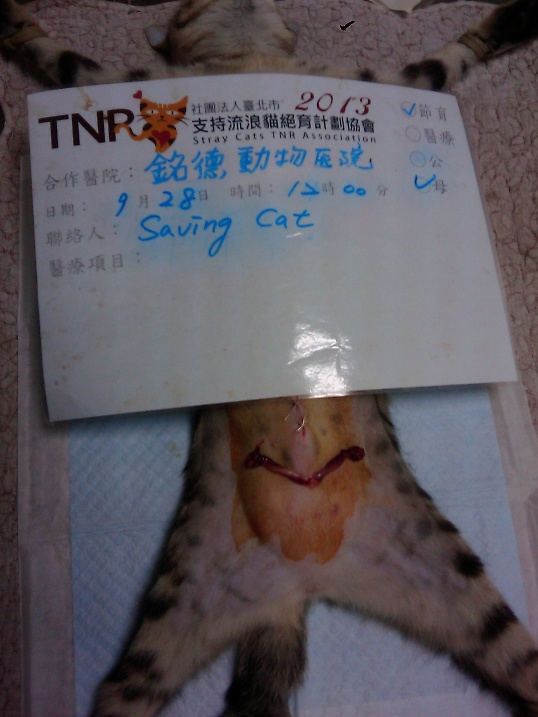 TNR 社團法人臺北市 2013
支持流浪貓絕育計劃協會
Stray Cats TNR Association
合作醫院：銘德動物医院
日期：9月28日 時間：12時00分
聯絡人：Saving Cat
醫療項目：
節育
醫療
公
母